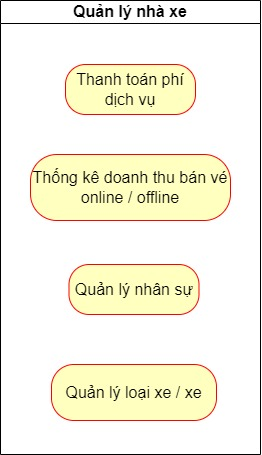 Quản lý nhà xe
Thanh toán phí
dịch vụ
Thống kê doanh thu bán vé
online / offline
Quản lý nhân sự
Quản lý loại xe / xe